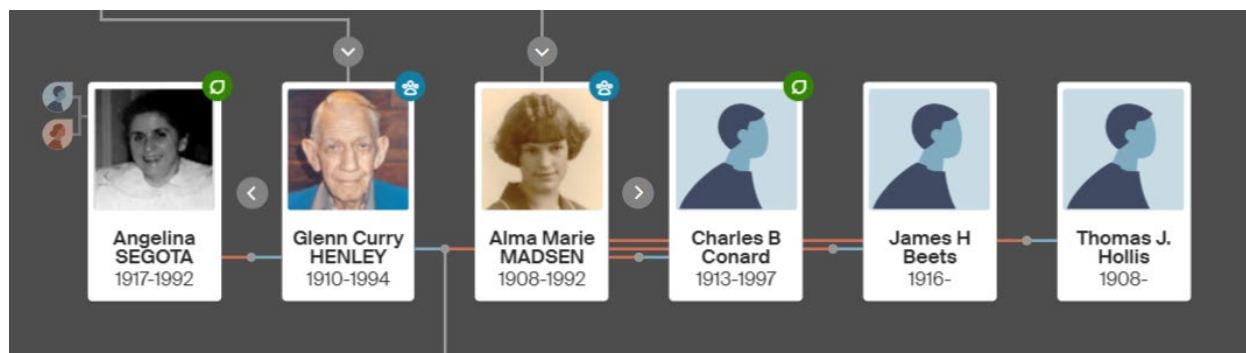 Angelina
SEGOTA
1917-1992
Glenn Curry
HENLEY
1910-1994
Alma Marie
MADSEN
1908-1992
Charles B
Conard
1913-1997
James H
Beets
1916-
Thomas J.
Hollis
1908-